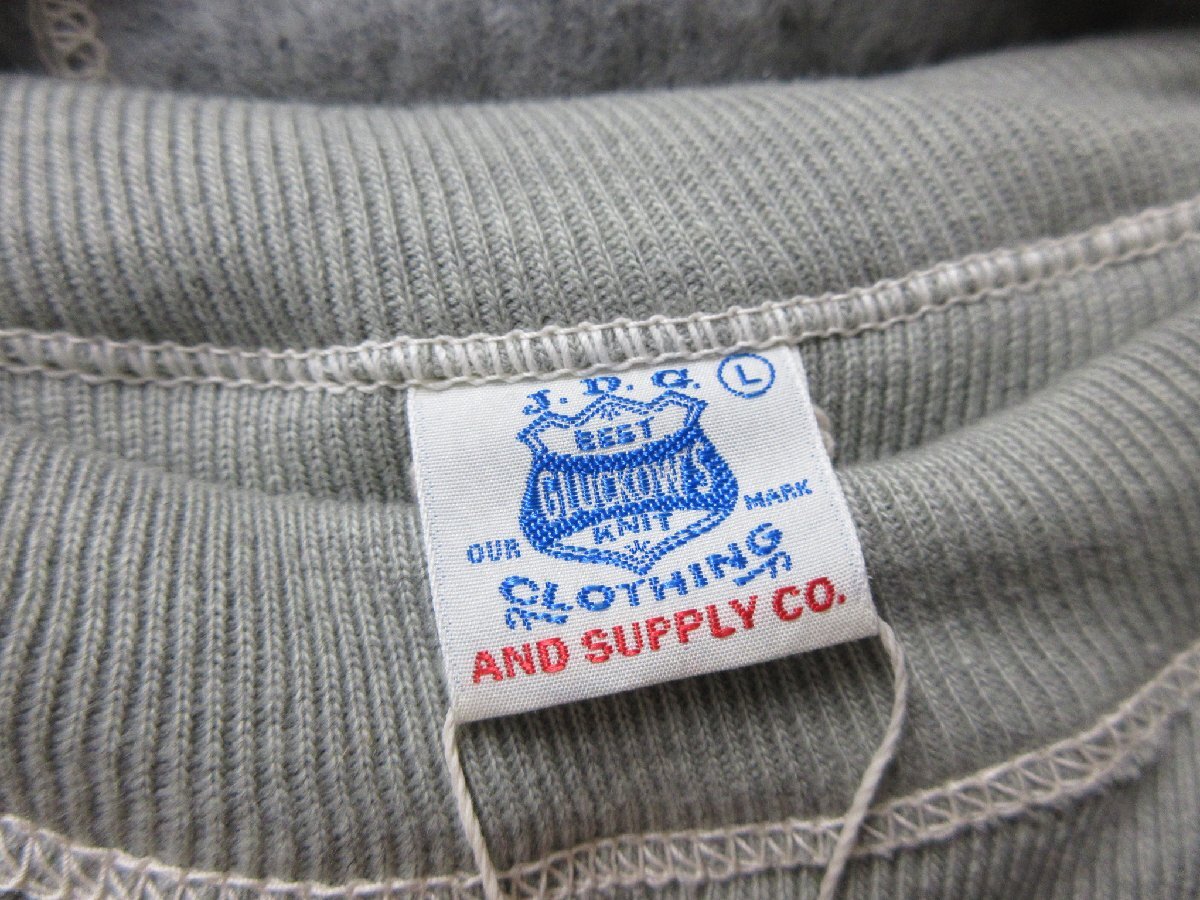 J.D.G. L
BEST
GLUCKOW'S
KNIT
OUR MARK
CLOTHING
AND SUPPLY CO.